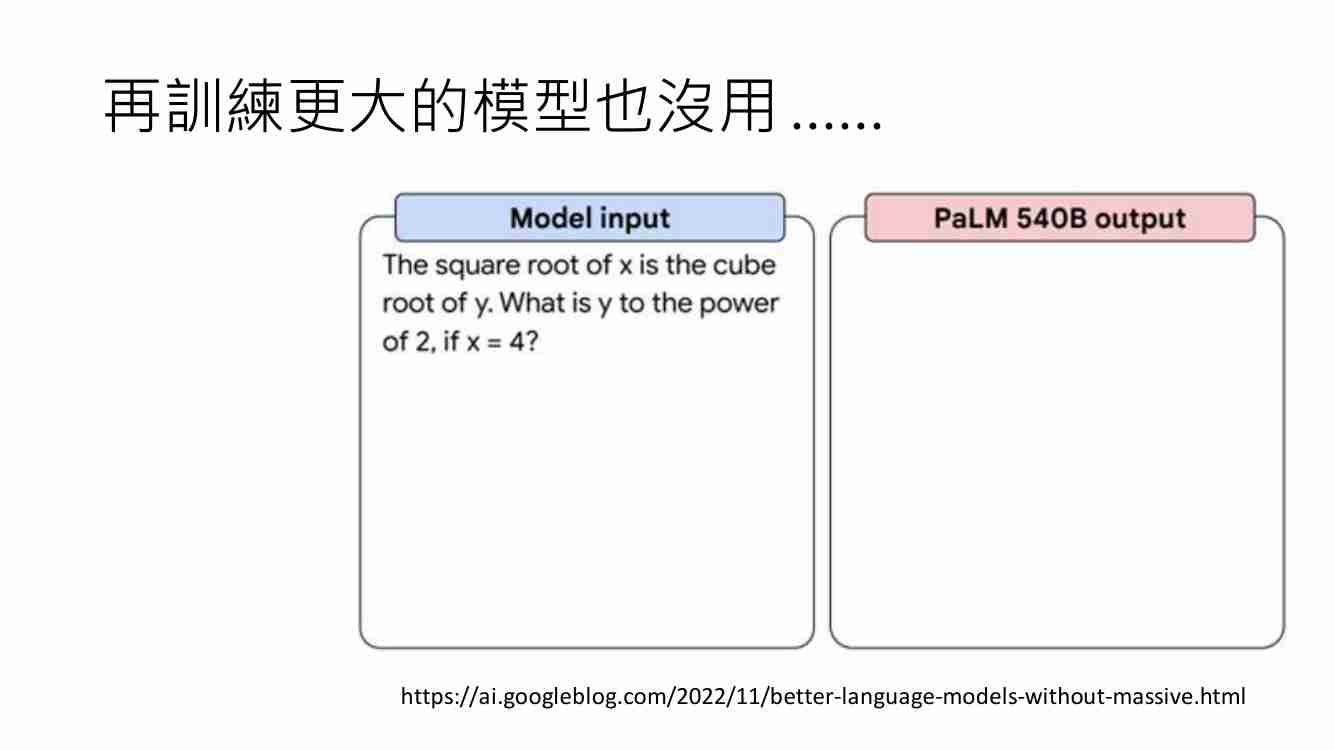 再訓練更大的模型也沒用......
Model input
The square root of x is the cube
root of y. What is y to the power
of 2, if x = 4?
PaLM 540B output
https://ai.googleblog.com/2022/11/better-language-models-without-massive.html